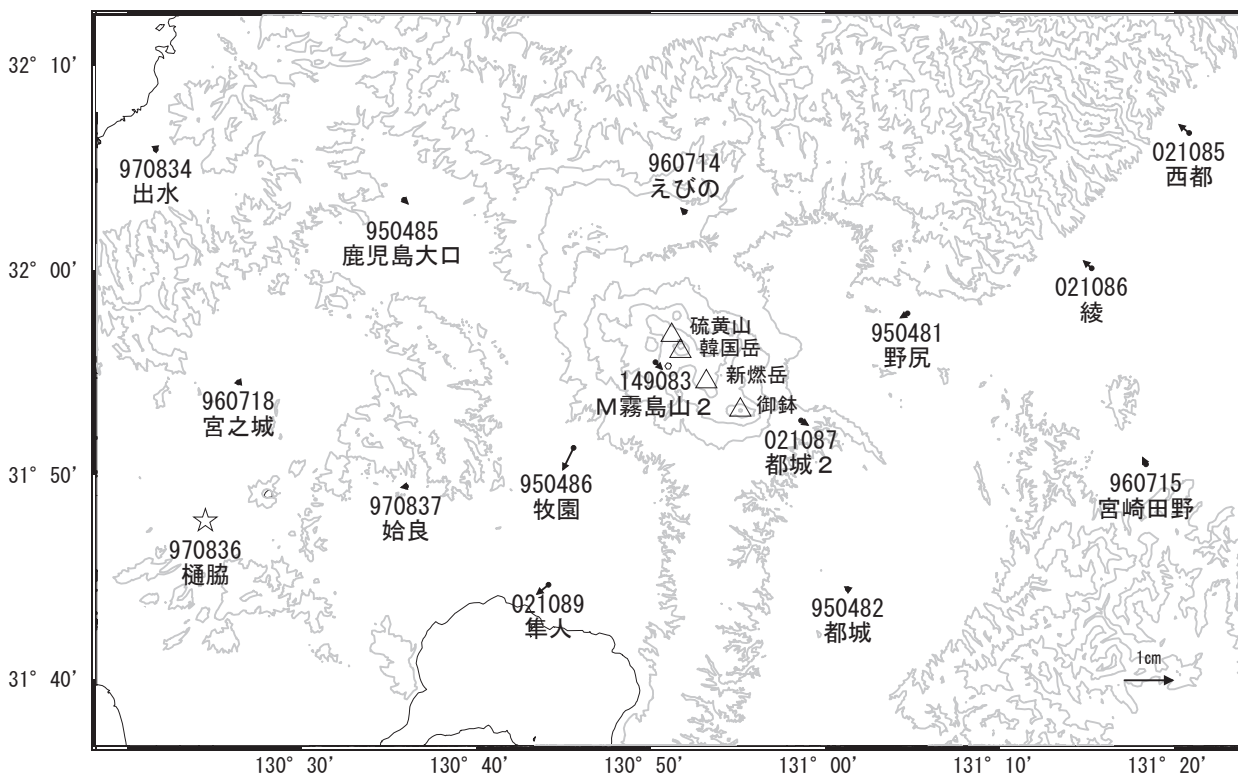 32° 10′
021085
西都
970834
出水
960714
えびの
950485
鹿児島大口
32° 00′
021086
綾
950481
野尻
硫黄山
韓国岳
新燃岳
149083
M霧島山2
御鉢
960718
宮之城
021087
都城2
31° 50′
970837
姶良
950486
牧園
960715
宮崎田野
970836
樋脇
021089
隼人
950482
都城
31° 40′
1cm
130° 30′
130° 40′
130° 50′
131° 00′
131° 10′
131° 20′